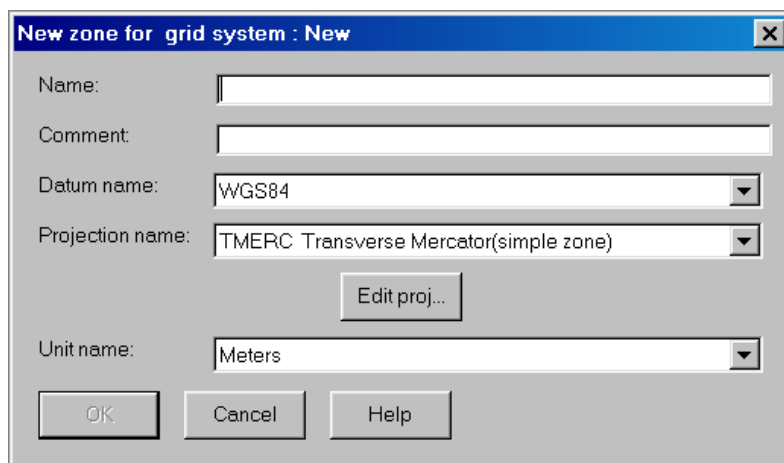 New zone for  grid system : New
Name:
Comment:
Datum name: WGS84
Projection name: TMERC  Transverse Mercator(simple zone)
Edit proj...
Unit name: Meters
OK Cancel Help